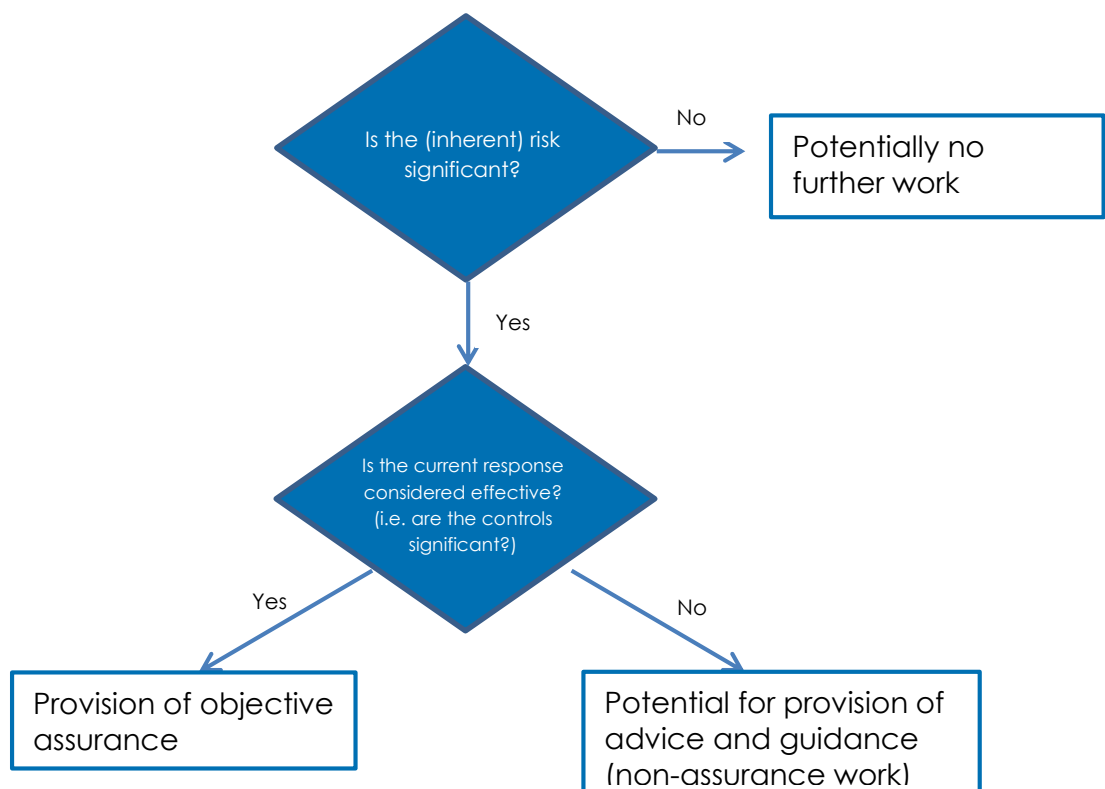 Is the (inherent) risk
significant?
No
Potentially no
further work
Yes
Is the current response
considered effective?
(i.e. are the controls
significant?)
Yes
No
Provision of objective
assurance
Potential for provision of
advice and guidance
(non-assurance work)